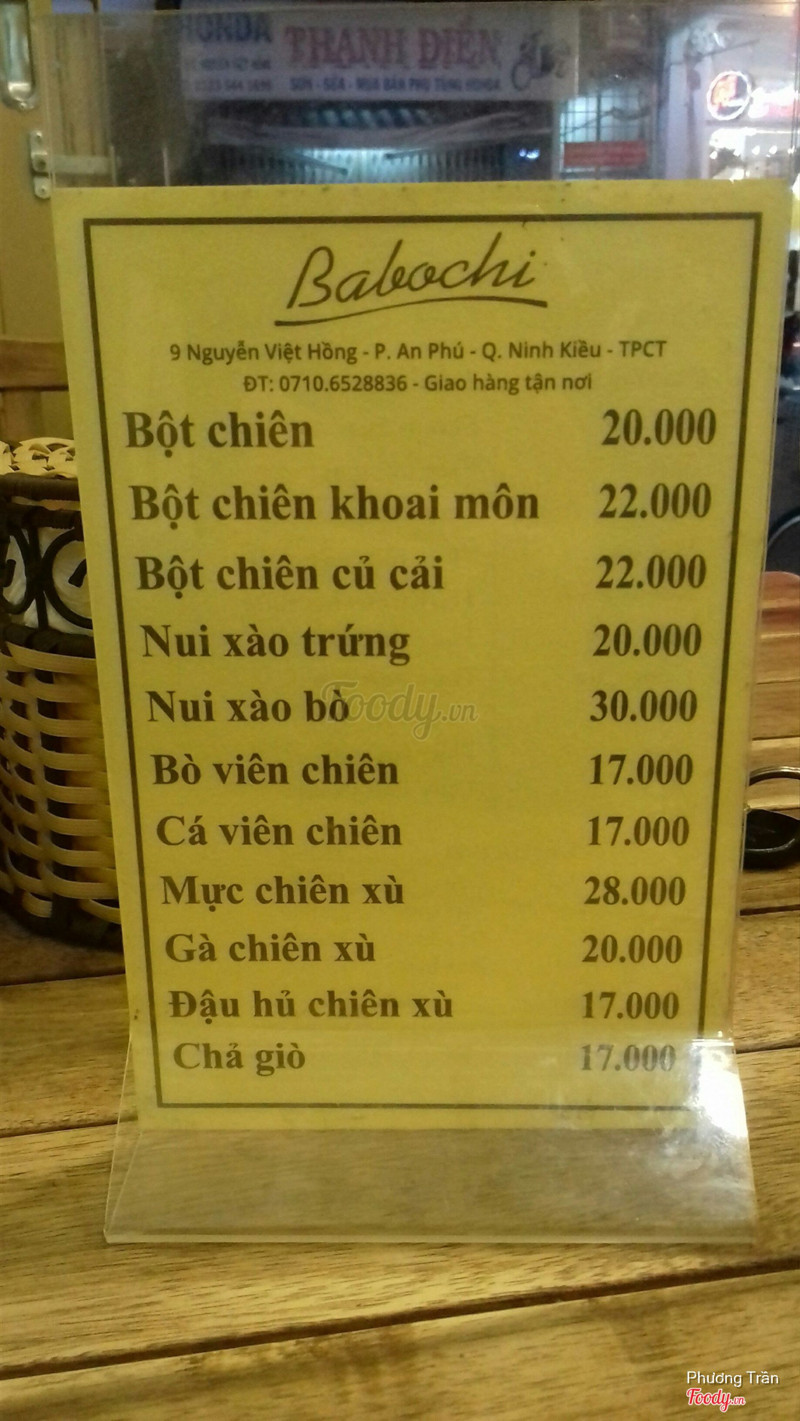 HONDA
THANH ĐIỀN
Babochi
9 Nguyễn Việt Hồng - P. An Phú - Q. Ninh Kiều - TPCT
ĐT: 0710.6528836 - Giao hàng tận nơi
Bột chiên 20.000
Bột chiên khoai môn 22.000
Bột chiên củ cải 22.000
Nui xào trứng 20.000
Nui xào bò 30.000
Foody.vn
Bò viên chiên 17.000
Cá viên chiên 17.000
Mực chiên xù 28.000
Gà chiên xù 20.000
Đậu hủ chiên xù 17.000
Chả giò 17.000
Phương Trần
Foody.vn